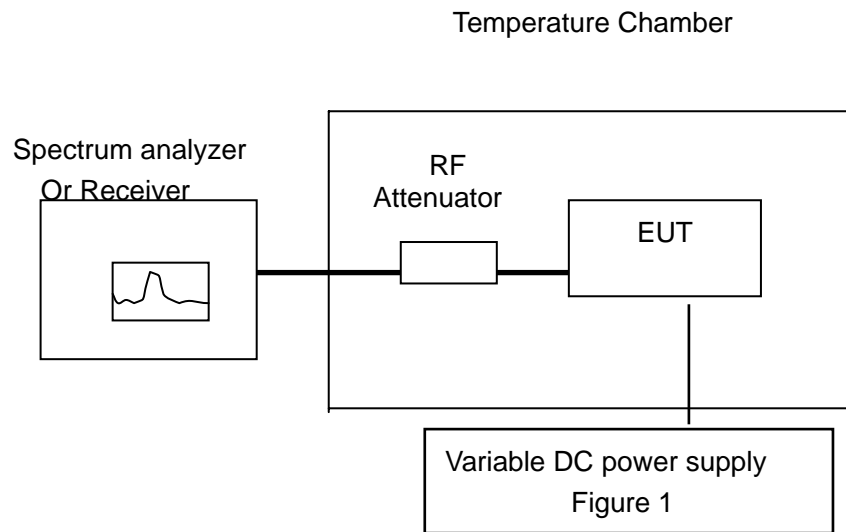 Temperature Chamber
Spectrum analyzer
Or Receiver
RF
Attenuator
EUT
Variable DC power supply
Figure 1